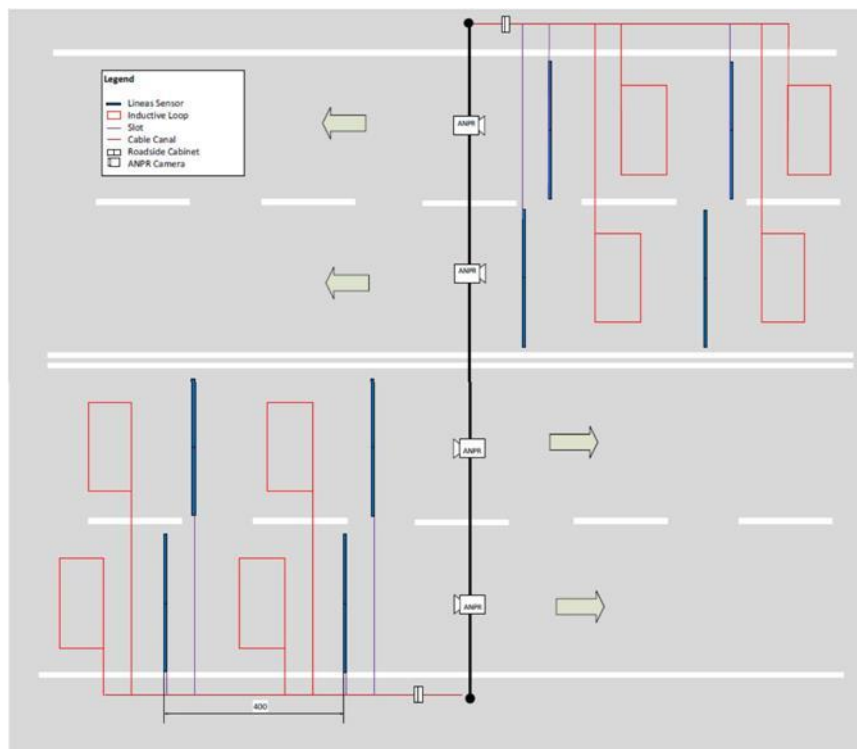 Legend
Lineas Sensor
Inductive Loop
Slot
Cable Canal
Roadside Cabinet
ANPR Camera
ANPR
ANPR
ANPR
ANPR
400